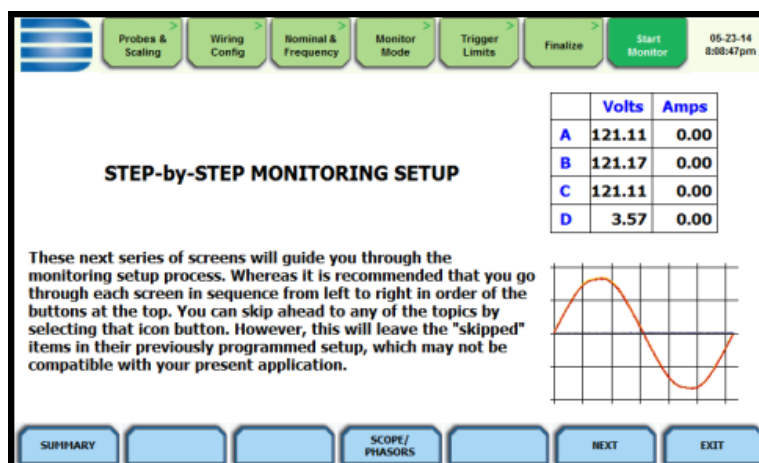 Probes &
Scaling
>
Wiring
Config
>
Nominal &
Frequency
>
Monitor
Mode
>
Trigger
Limits
>
Finalize
>
Start
Monitor
05-23-14
8:08:47pm
Volts Amps
A 121.11 0.00
B 121.17 0.00
C 121.11 0.00
D 3.57 0.00
STEP-by-STEP MONITORING SETUP
These next series of screens will guide you through the
monitoring setup process. Whereas it is recommended that you go
through each screen in sequence from left to right in order of the
buttons at the top. You can skip ahead to any of the topics by
selecting that icon button. However, this will leave the "skipped"
items in their previously programmed setup, which may not be
compatible with your present application.
SUMMARY
SCOPE/
PHASORS
NEXT
EXIT